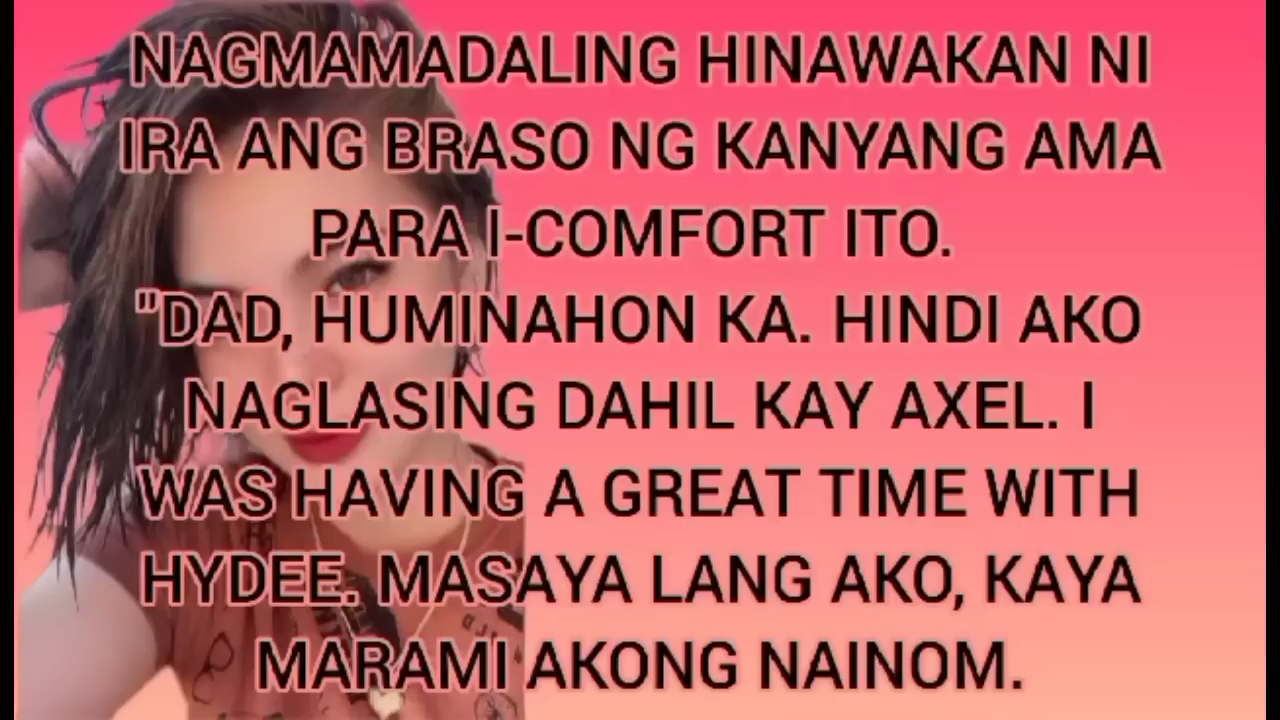 NAGMAMADALING HINAWAKAN NI
IRA ANG BRASO NG KANYANG AMA
PARA I-COMFORT ITO.
"DAD, HUMINAHON KA. HINDI AKO
NAGLASING DAHIL KAY AXEL. I
WAS HAVING A GREAT TIME WITH
HYDEE. MASAYA LANG AKO, KAYA
MARAMI AKONG NAINOM.